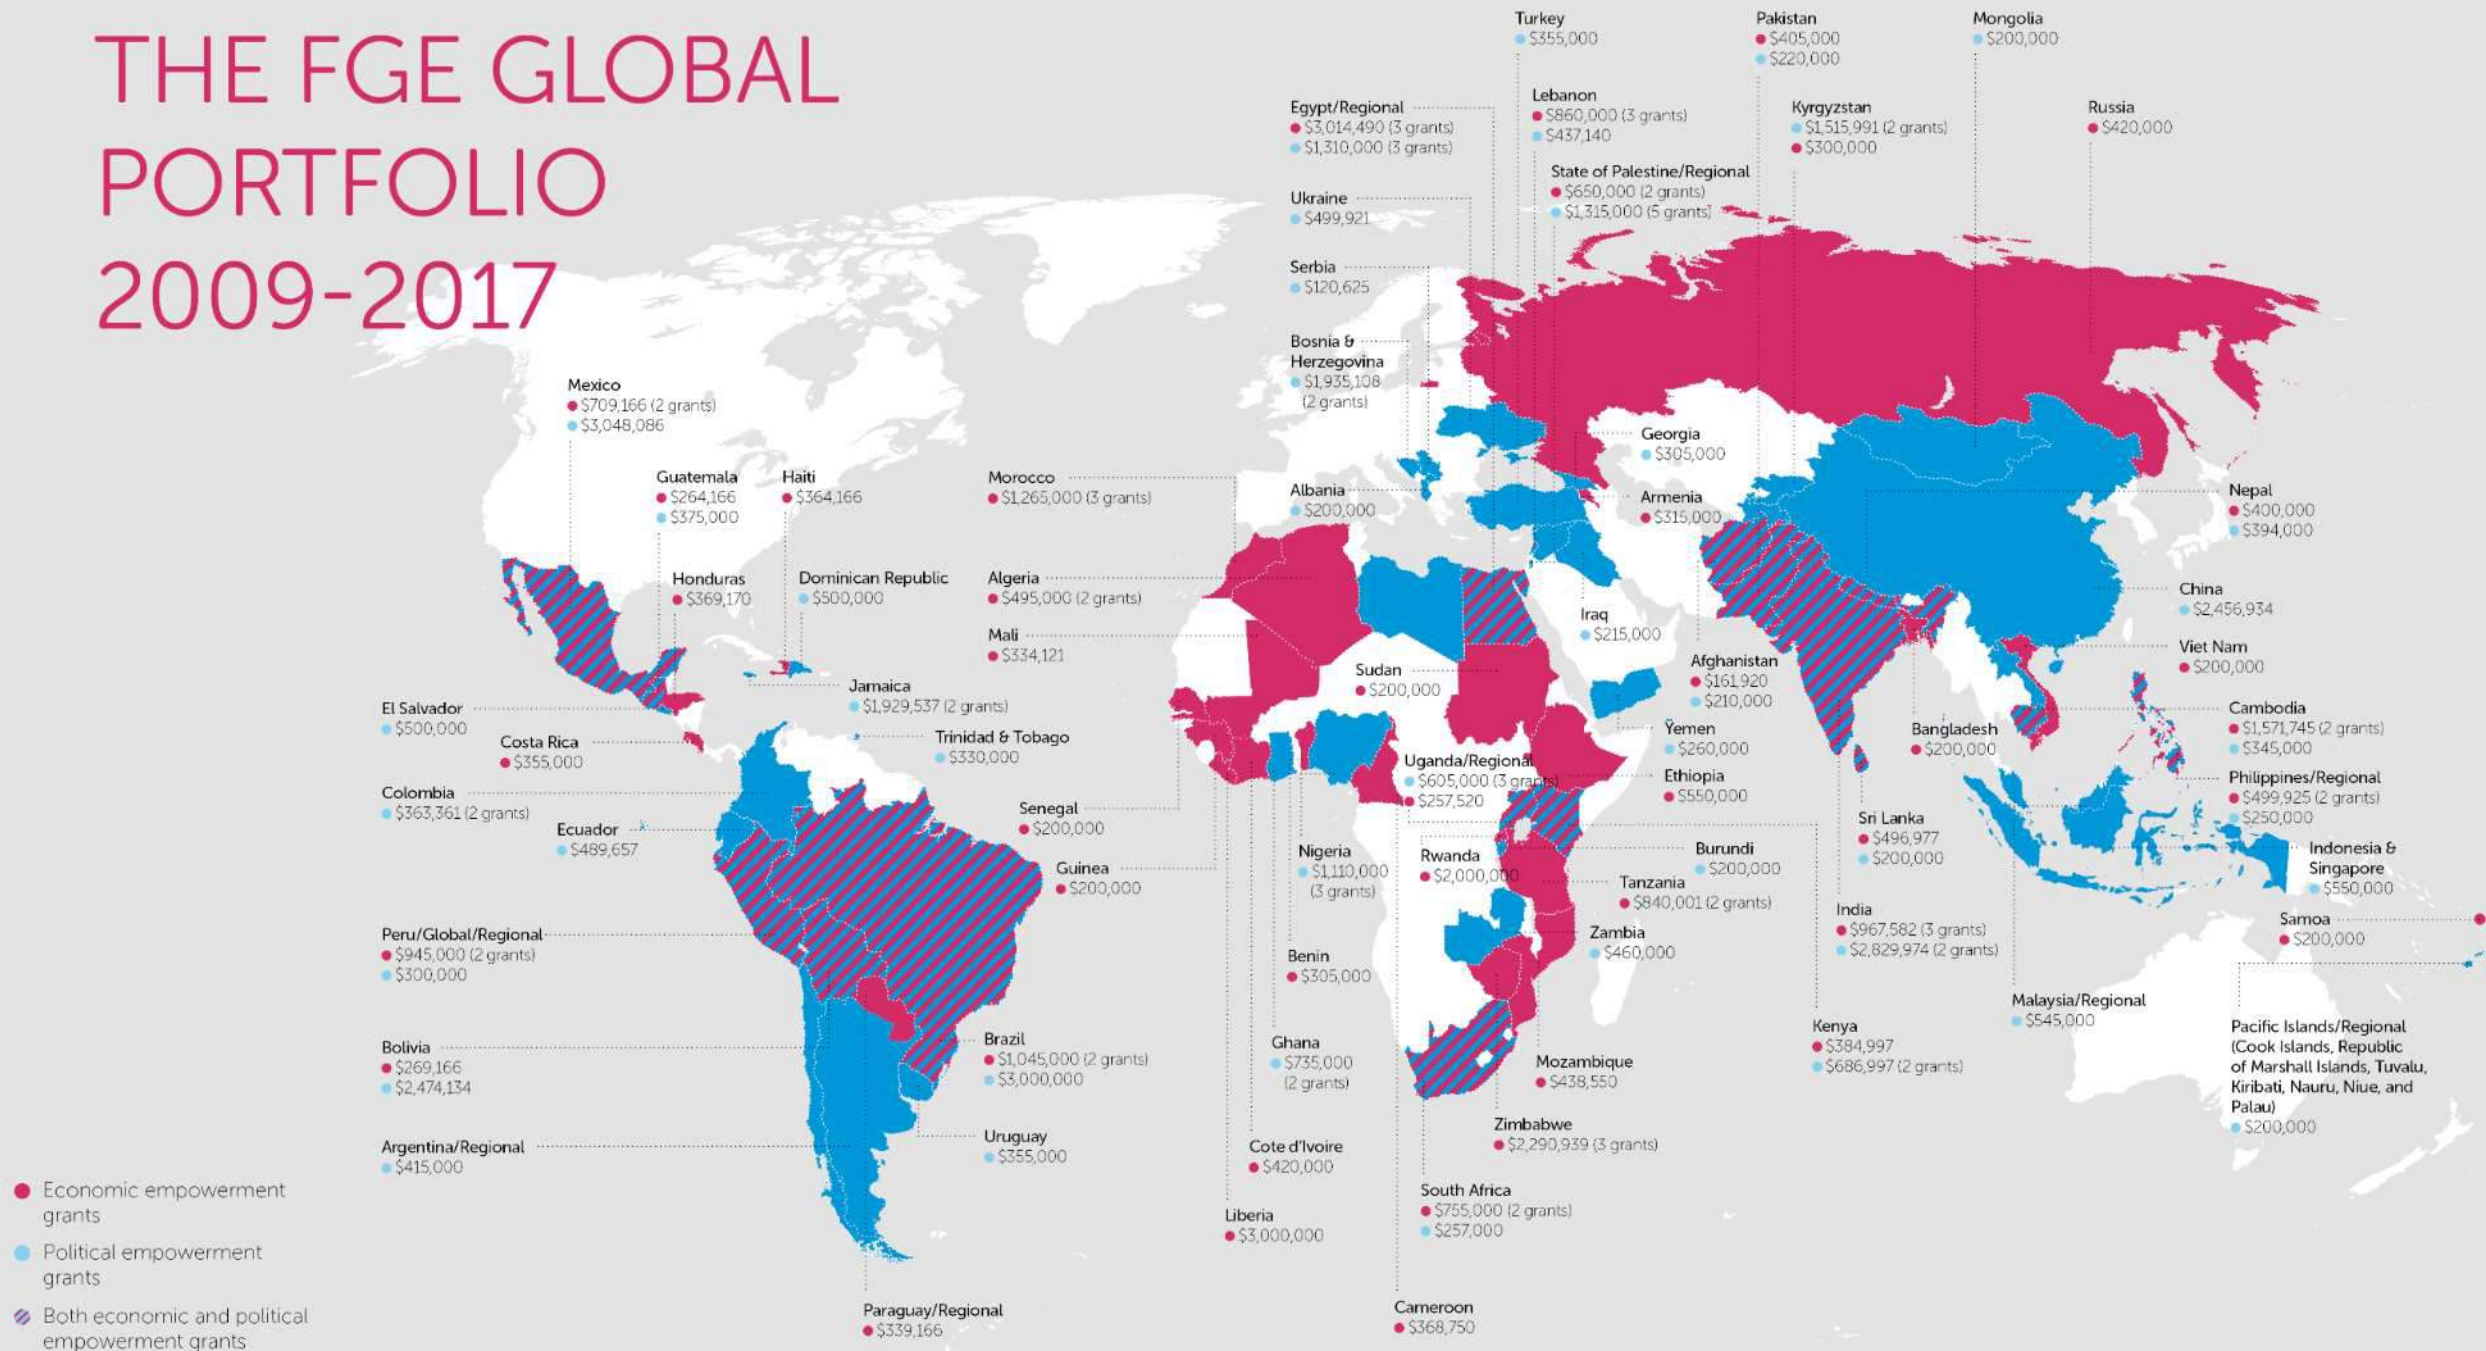 THE FGE GLOBAL
PORTFOLIO
2009-2017
Turkey
$355,000
Pakistan
$405,000
$220,000
Mongolia
$200,000
Egypt/Regional
$3,014,490 (3 grants)
$1,310,000 (3 grants)
Lebanon
$860,000 (3 grants)
$437,140
Kyrgyzstan
$1,515,991 (2 grants)
$300,000
Russia
$420,000
State of Palestine/Regional
$650,000 (2 grants)
$1,315,000 (5 grants)
Ukraine
$499,921
Serbia
$120,625
Bosnia &
Herzegovina
$1,935,108
(2 grants)
Mexico
$709,166 (2 grants)
$3,048,086
Guatemala
$264,166
$375,000
Haiti
$364,166
Morocco
$1,265,000 (3 grants)
Albania
$200,000
Georgia
$305,000
Armenia
$315,000
Nepal
$400,000
$394,000
Honduras
$369,170
Dominican Republic
$500,000
Algeria
$495,000 (2 grants)
Mali
$334,121
Iraq
$215,000
China
$2,456,934
Viet Nam
$200,000
Sudan
$200,000
Afghanistan
$161,920
$210,000
Jamaica
$1,929,537 (2 grants)
El Salvador
$500,000
Costa Rica
$355,000
Trinidad & Tobago
$330,000
Yemen
$260,000
Bangladesh
$200,000
Cambodia
$1,571,745 (2 grants)
$345,000
Uganda/Regional
$605,000 (3 grants)
$257,520
Ethiopia
$550,000
Philippines/Regional
$499,925 (2 grants)
$250,000
Colombia
$363,361 (2 grants)
Ecuador
$489,657
Senegal
$200,000
Guinea
$200,000
Nigeria
$1,110,000
(3 grants)
Rwanda
$2,000,000
Burundi
$200,000
Tanzania
$840,001 (2 grants)
Sri Lanka
$496,977
$200,000
Indonesia &
Singapore
$550,000
Peru/Global/Regional
$945,000 (2 grants)
$300,000
Benin
$305,000
Zambia
$460,000
India
$967,582 (3 grants)
$2,829,974 (2 grants)
Samoa
$200,000
Malaysia/Regional
$545,000
Bolivia
$269,166
$2,474,134
Brazil
$1,045,000 (2 grants)
$3,000,000
Ghana
$735,000
(2 grants)
Mozambique
$438,550
Kenya
$384,997
$686,997 (2 grants)
Pacific Islands/Regional
(Cook Islands, Republic
of Marshall Islands, Tuvalu,
Kiribati, Nauru, Niue, and
Palau)
$200,000
Argentina/Regional
$415,000
Uruguay
$355,000
Cote d'Ivoire
$420,000
Zimbabwe
$2,290,939 (3 grants)
Liberia
$3,000,000
South Africa
$755,000 (2 grants)
$257,000
Paraguay/Regional
$339,166
Cameroon
$368,750
Economic empowerment
grants
Political empowerment
grants
Both economic and political
empowerment grants